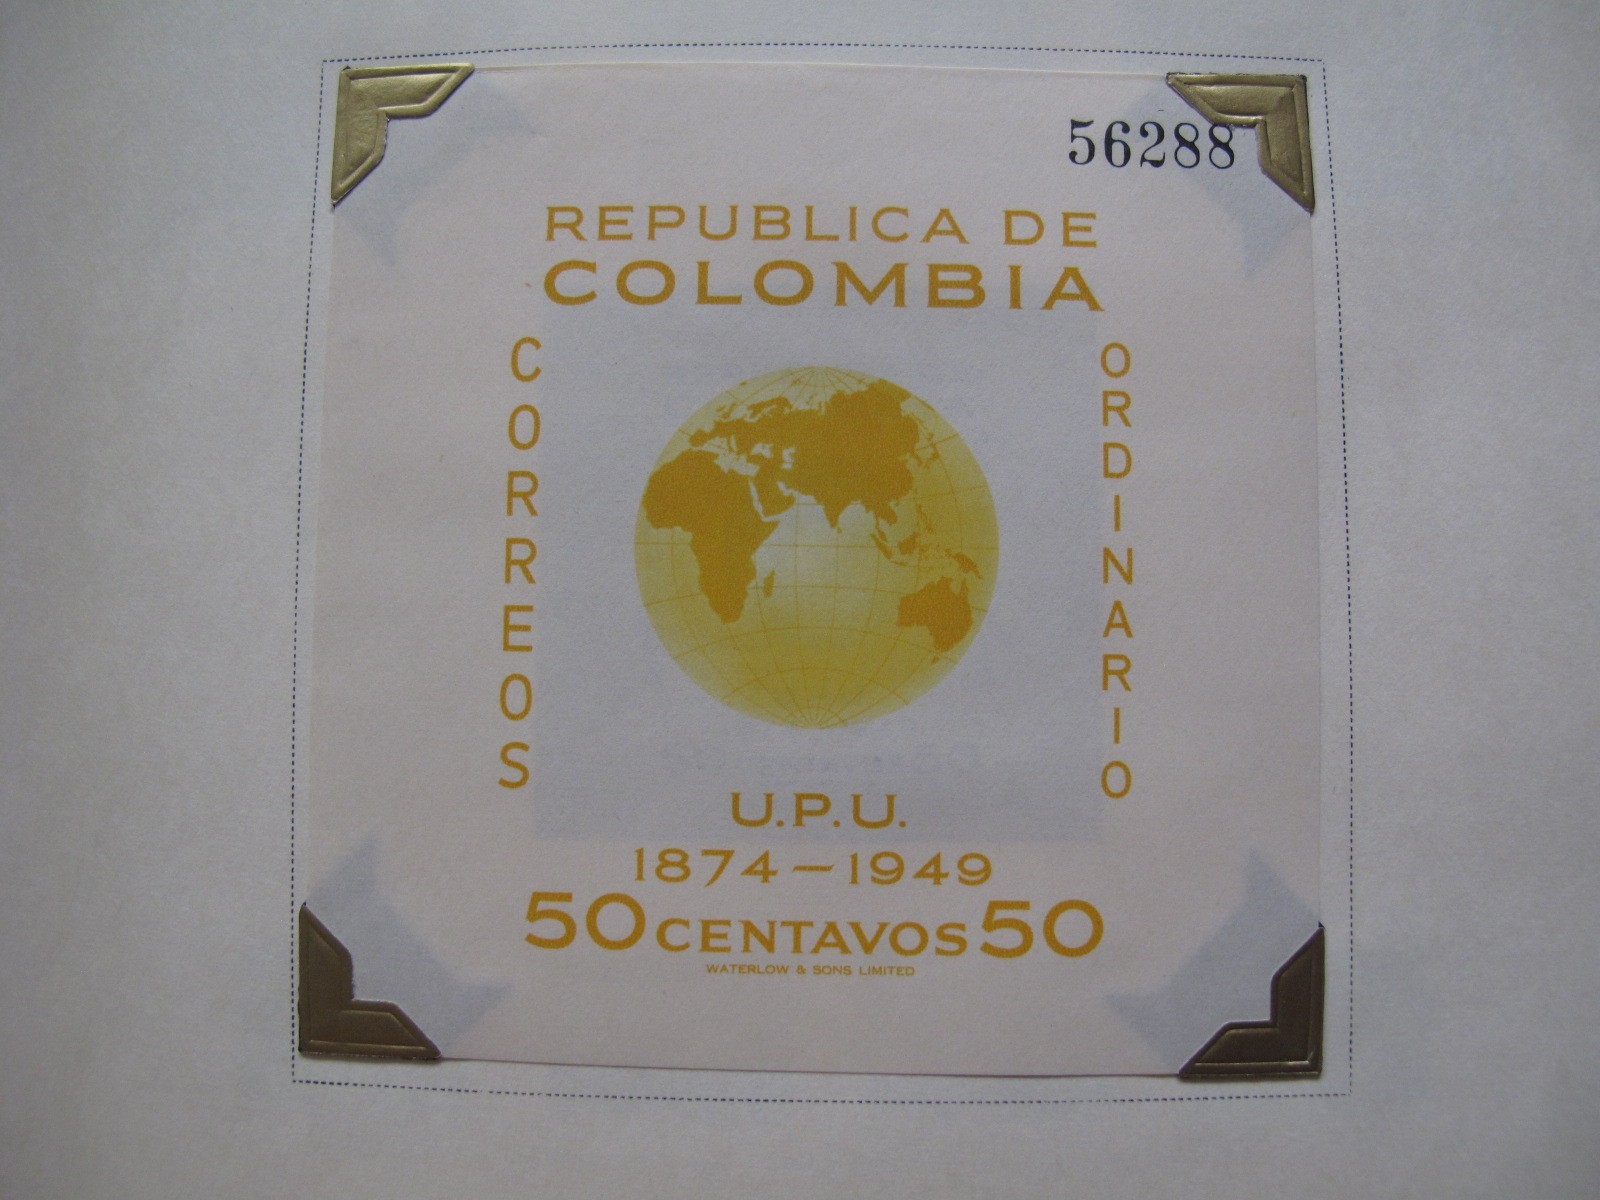 56288
REPUBLICA DE
COLOMBIA
CORREOS
ORDINARIO
U.P.U.
1874–1949
50 CENTAVOS 50
WATERLOW & SONS LIMITED